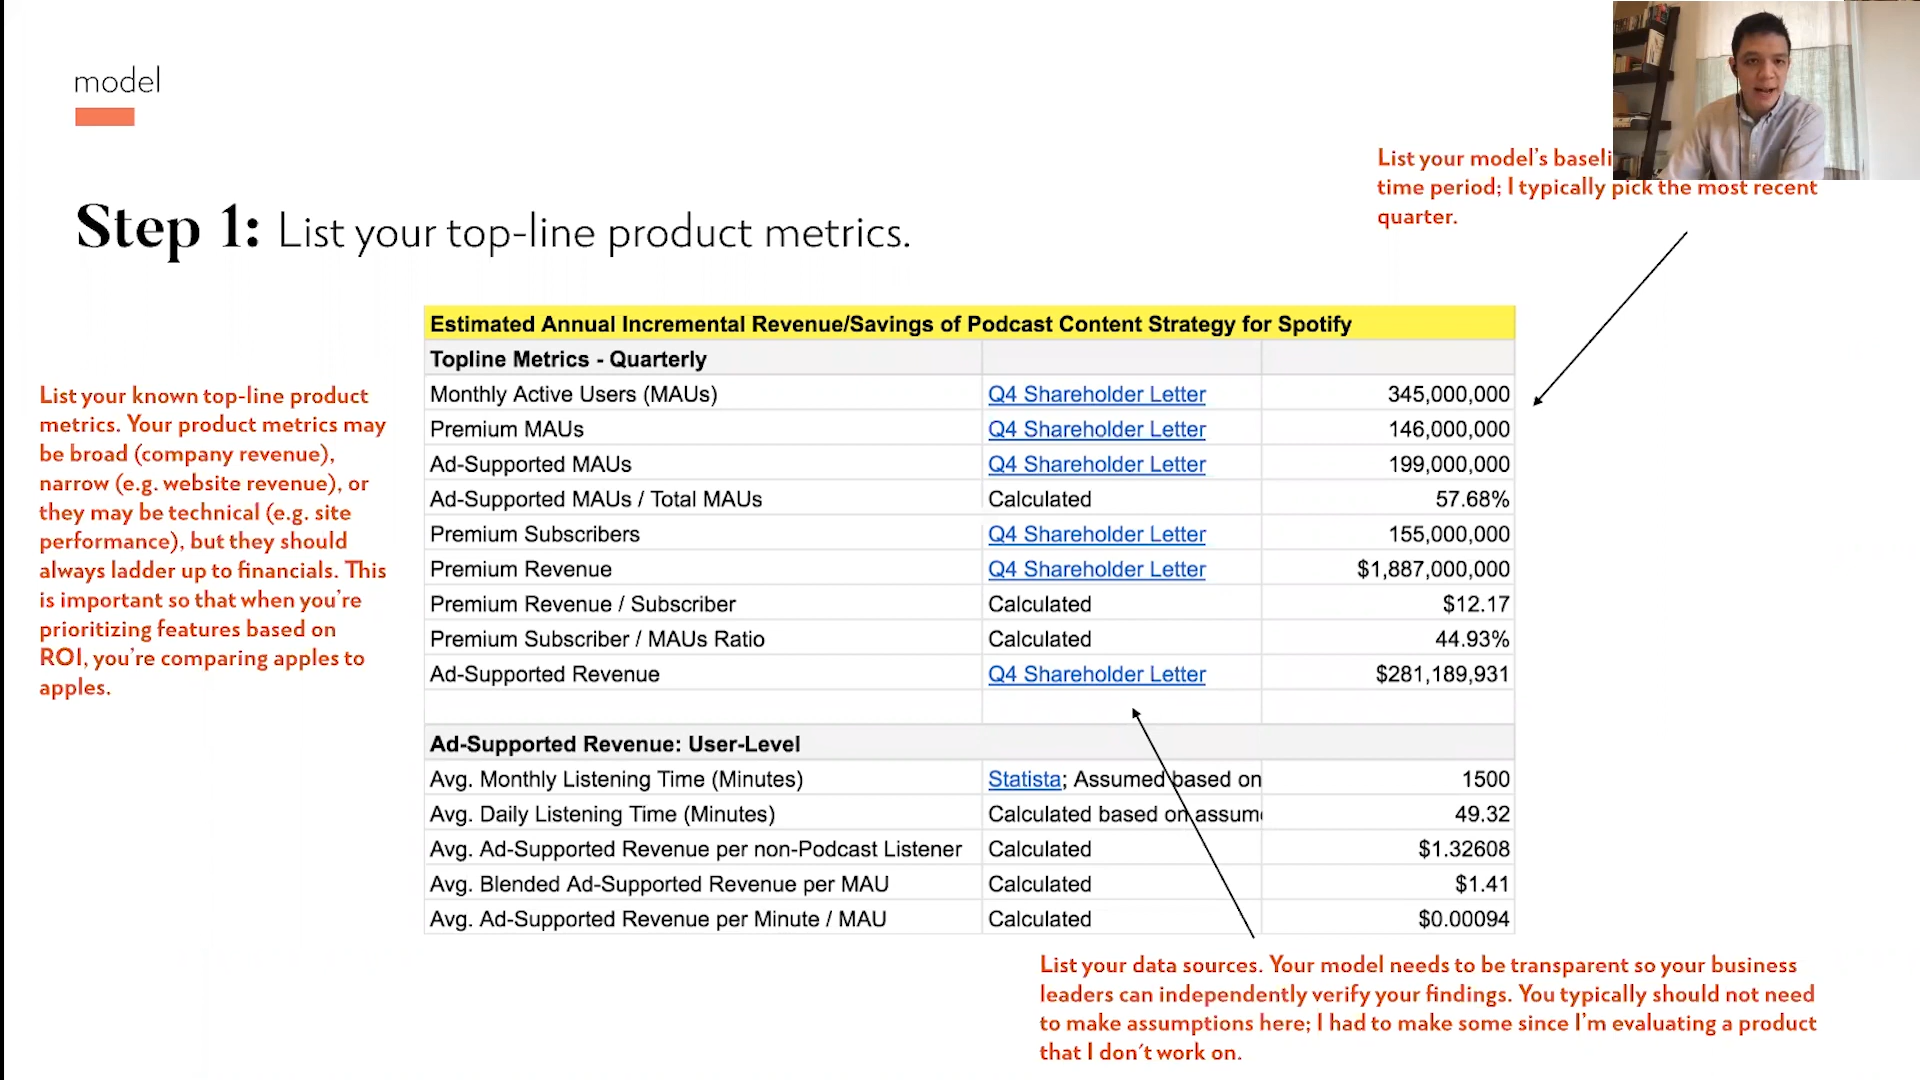 model
List your model's
time period; I typically pick the most recent
quarter.
Step 1: List your top-line product metrics.
Estimated Annual Incremental Revenue/Savings of Podcast Content Strategy for Spotify
Topline Metrics - Quarterly
Monthly Active Users (MAUs) Q4 Shareholder Letter 345,000,000
Premium MAUs Q4 Shareholder Letter 146,000,000
Ad-Supported MAUs Q4 Shareholder Letter 199,000,000
Ad-Supported MAUs / Total MAUs Calculated 57.68%
Premium Subscribers Q4 Shareholder Letter 155,000,000
Premium Revenue Q4 Shareholder Letter $1,887,000,000
Premium Revenue / Subscriber Calculated $12.17
Premium Subscriber / MAUs Ratio Calculated 44.93%
Ad-Supported Revenue Q4 Shareholder Letter $281,189,931
Ad-Supported Revenue: User-Level
Avg. Monthly Listening Time (Minutes) Statista; Assumed based on 1500
Avg. Daily Listening Time (Minutes) Calculated based on 49.32
Avg. Ad-Supported Revenue per non-Podcast Listener Calculated $1.32608
Avg. Blended Ad-Supported Revenue per MAU Calculated $1.41
Avg. Ad-Supported Revenue per Minute / MAU Calculated $0.00094
List your known top-line product
metrics. Your product metrics may
be broad (company revenue),
narrow (e.g. website revenue), or
they may be technical (e.g. site
performance), but they should
always ladder up to financials. This
is important so that when you're
prioritizing features based on
ROI, you're comparing apples to
apples.
List your data sources. Your model needs to be transparent so your business
leaders can independently verify your findings. You typically should not need
to make assumptions here; I had to make some since I'm evaluating a product
that I don't work on.